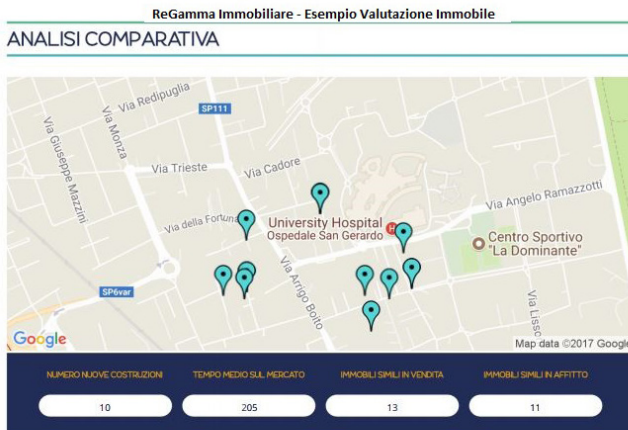 ReGamma Immobiliare - Esempio Valutazione Immobile
ANALISI COMPARATIVA
Via Redipuglia
SP111
Via Monza
Via Giuseppe Mazzini
Via Trieste
Via Cadore
Via Angelo Ramazzotti
Via della Fortuna
University Hospital
Ospedale San Gerardo
H
Centro Sportivo
"La Dominante"
Via Arrigo Boito
SP6var
Via Lisso
Google
Map data ©2017 Google
NUMERO NUOVE COSTRUZIONI TEMPO MEDIO SUL MERCATO IMMOBILI SIMILI IN VENDITA IMMOBILI SIMILI IN AFFITTO
10 205 13 11